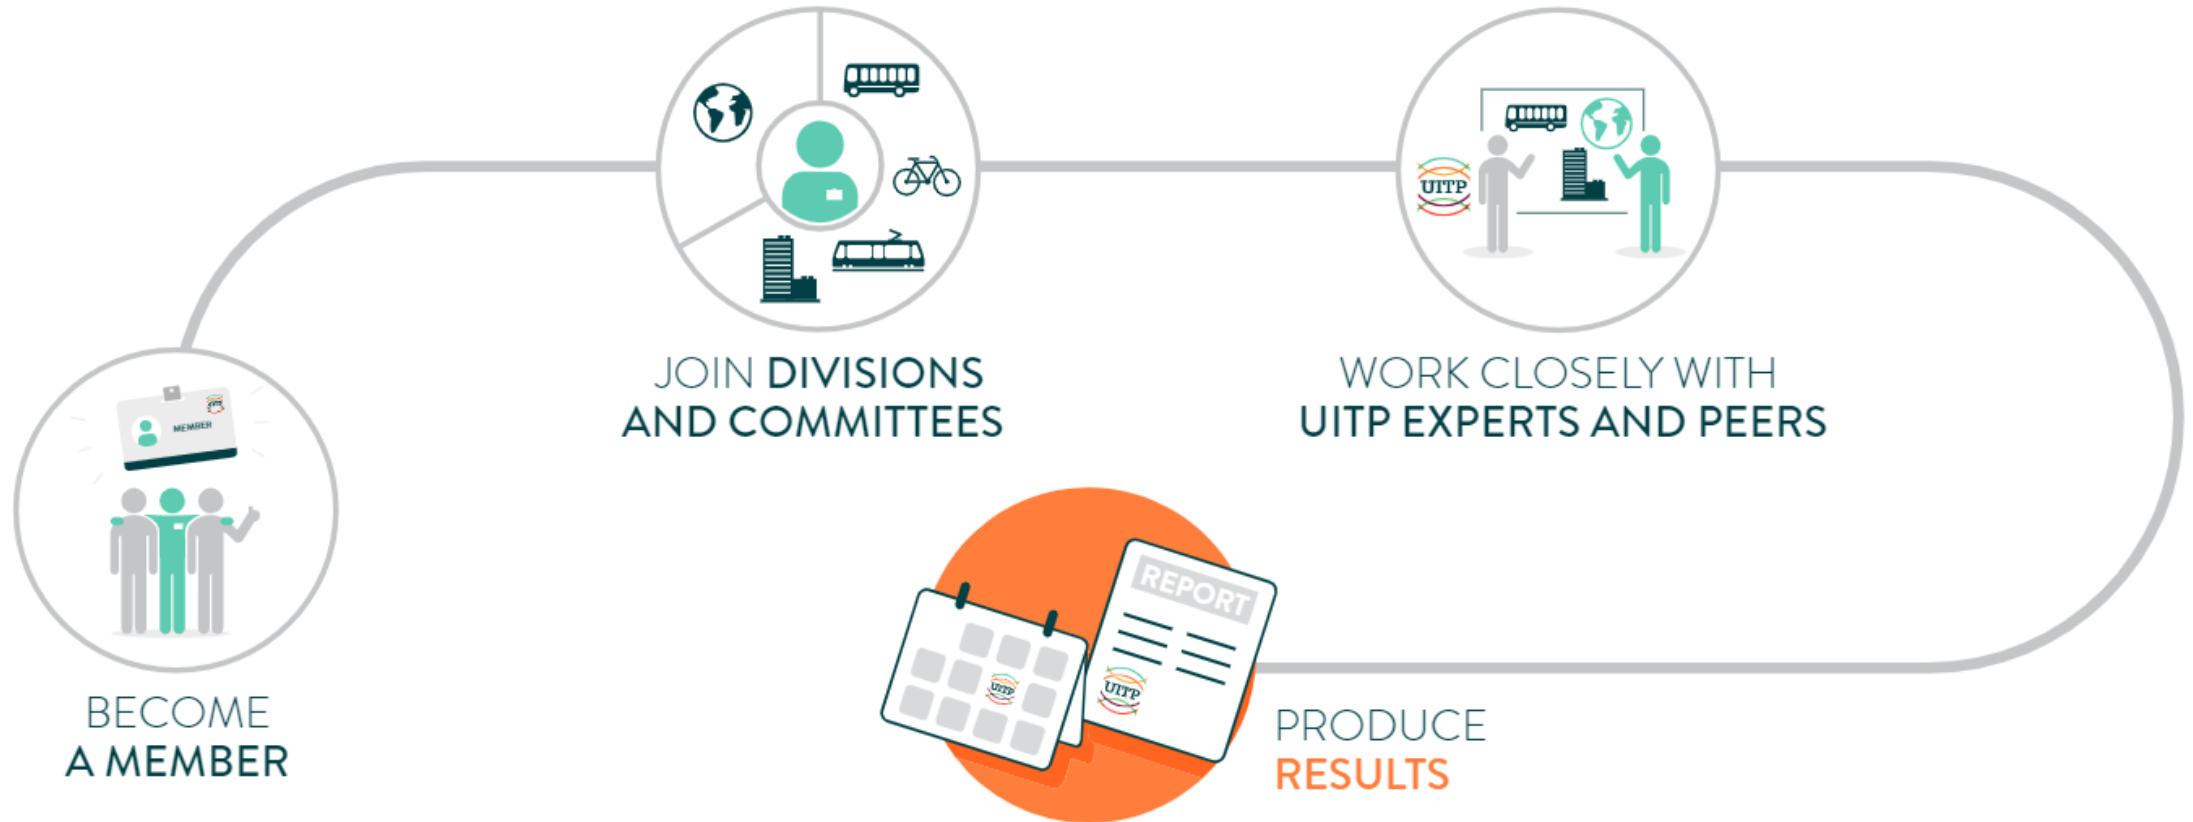 MEMBER
BECOME
A MEMBER
JOIN DIVISIONS
AND COMMITTEES
UITP
WORK CLOSELY WITH
UITP EXPERTS AND PEERS
REPORT
UITP
UITP
PRODUCE
RESULTS